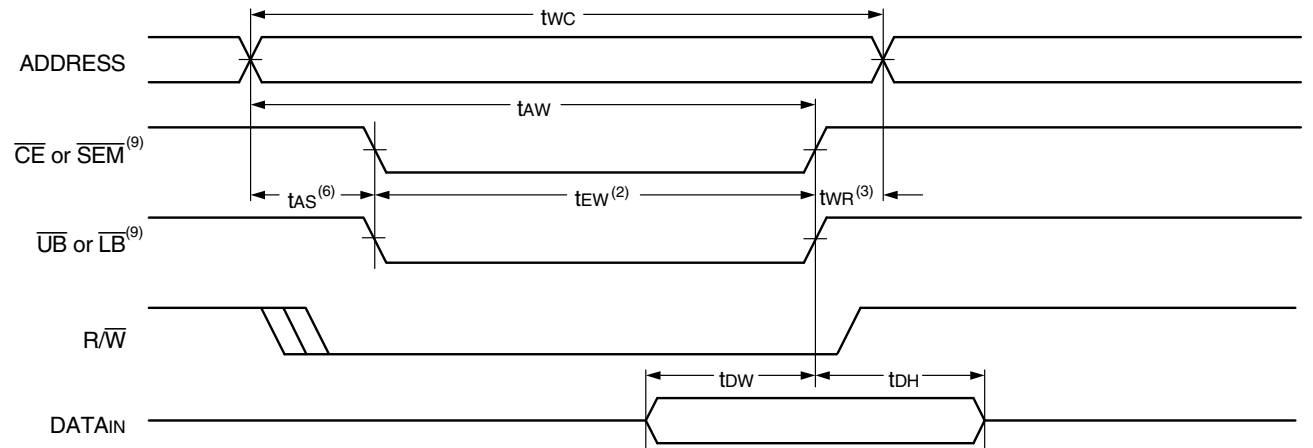 tWC
ADDRESS
tAW
CE or SEM(9)
tAS(6) tEW(2) tWR(3)
UB or LB(9)
R/W
tDW tDH
DATAIN